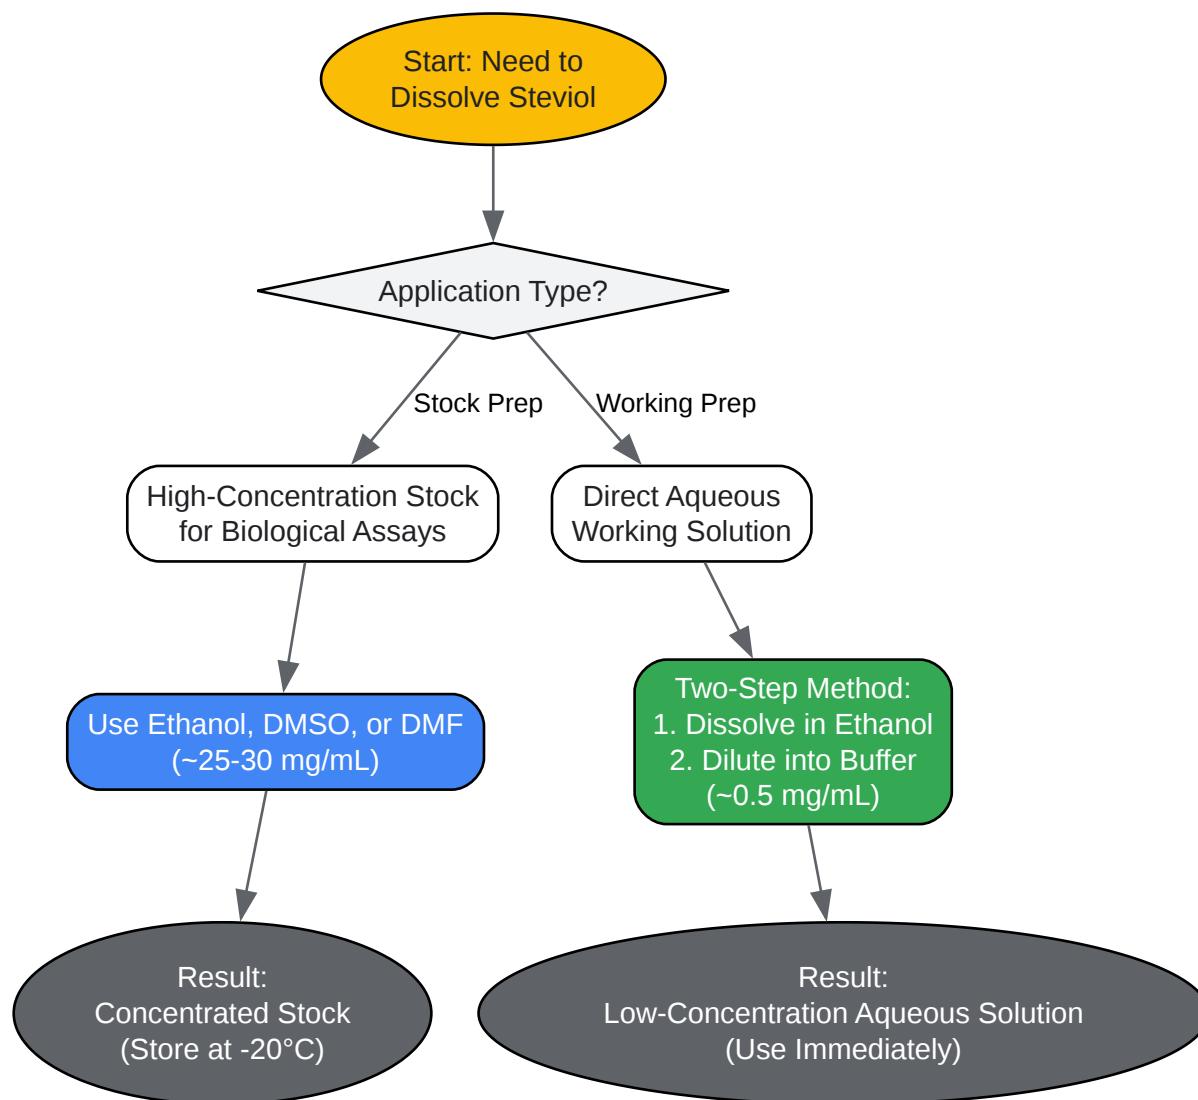 Start: Need to
Dissolve Steviol
Application Type?
Stock Prep
Working Prep
High-Concentration Stock
for Biological Assays
Direct Aqueous
Working Solution
Use Ethanol, DMSO, or DMF
(~25-30 mg/mL)
Two-Step Method:
1. Dissolve in Ethanol
2. Dilute into Buffer
(~0.5 mg/mL)
Result:
Concentrated Stock
(Store at -20°C)
Result:
Low-Concentration Aqueous Solution
(Use Immediately)